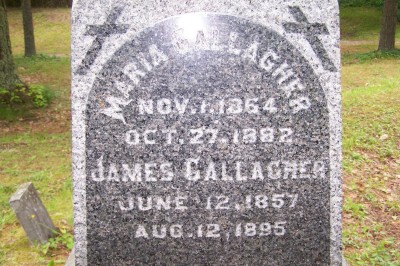 MARIA GALLAGHER
NOV. 1. 1864
OCT. 27. 1882
JAMES GALLAGHER
JUNE 12. 1857
AUG. 12, 1895